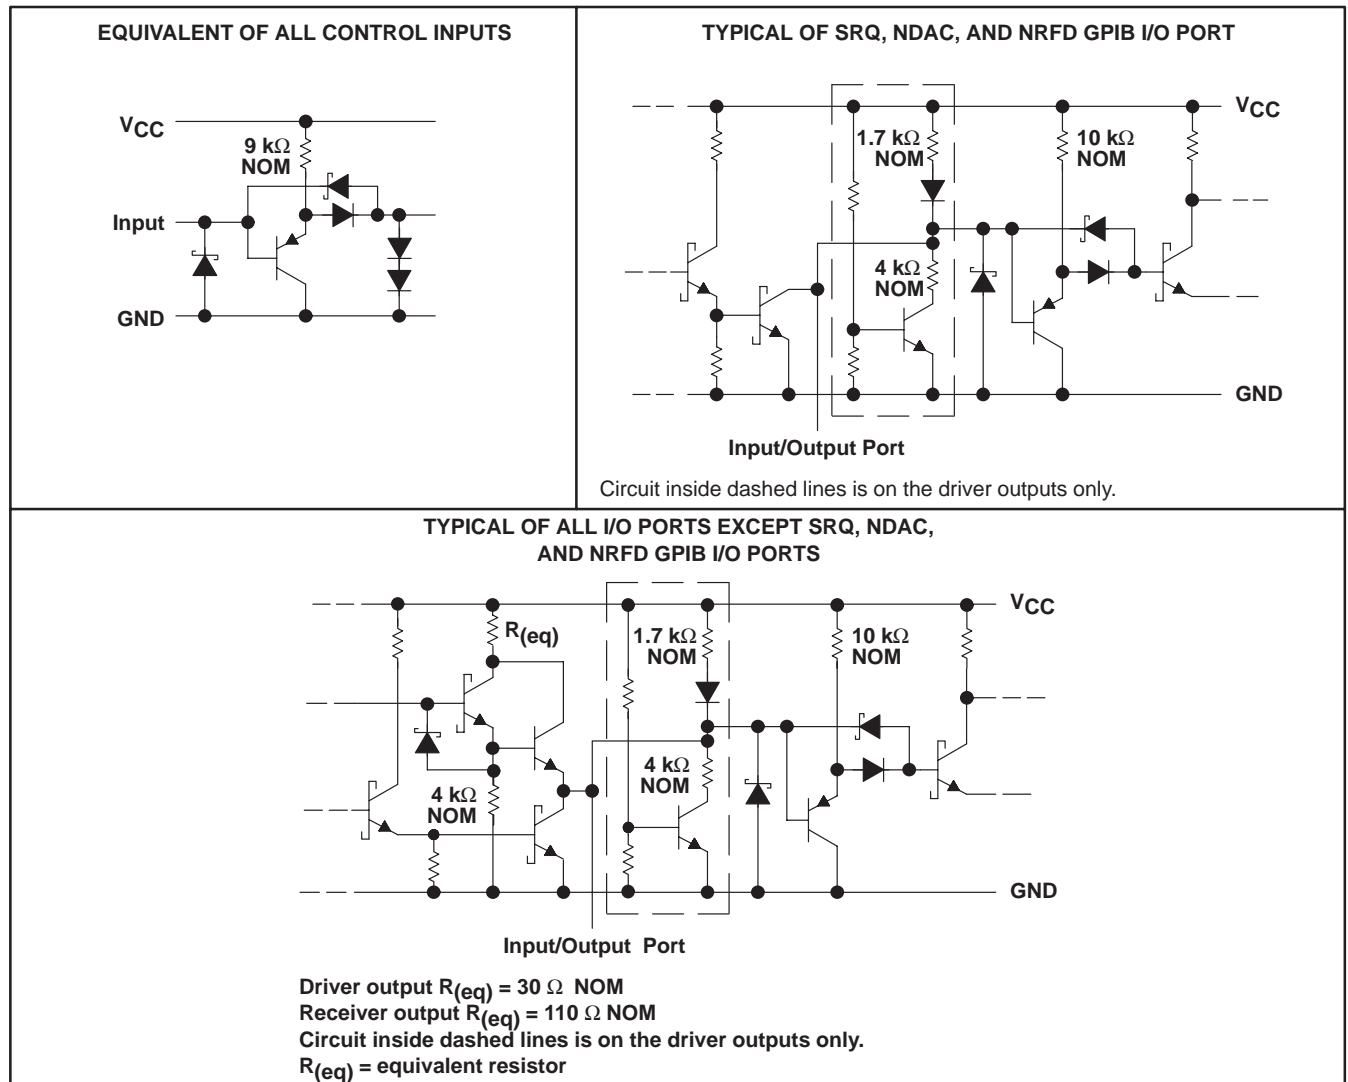 EQUIVALENT OF ALL CONTROL INPUTS
VCC
9 kΩ
NOM
Input
GND
TYPICAL OF SRQ, NDAC, AND NRFD GPIB I/O PORT
VCC
1.7 kΩ
NOM
10 kΩ
NOM
4 kΩ
NOM
GND
Input/Output Port
Circuit inside dashed lines is on the driver outputs only.
TYPICAL OF ALL I/O PORTS EXCEPT SRQ, NDAC,
AND NRFD GPIB I/O PORTS
VCC
R(eq)
1.7 kΩ
NOM
10 kΩ
NOM
4 kΩ
NOM
4 kΩ
NOM
GND
Input/Output Port
Driver output R(eq) = 30 Ω NOM
Receiver output R(eq) = 110 Ω NOM
Circuit inside dashed lines is on the driver outputs only.
R(eq) = equivalent resistor